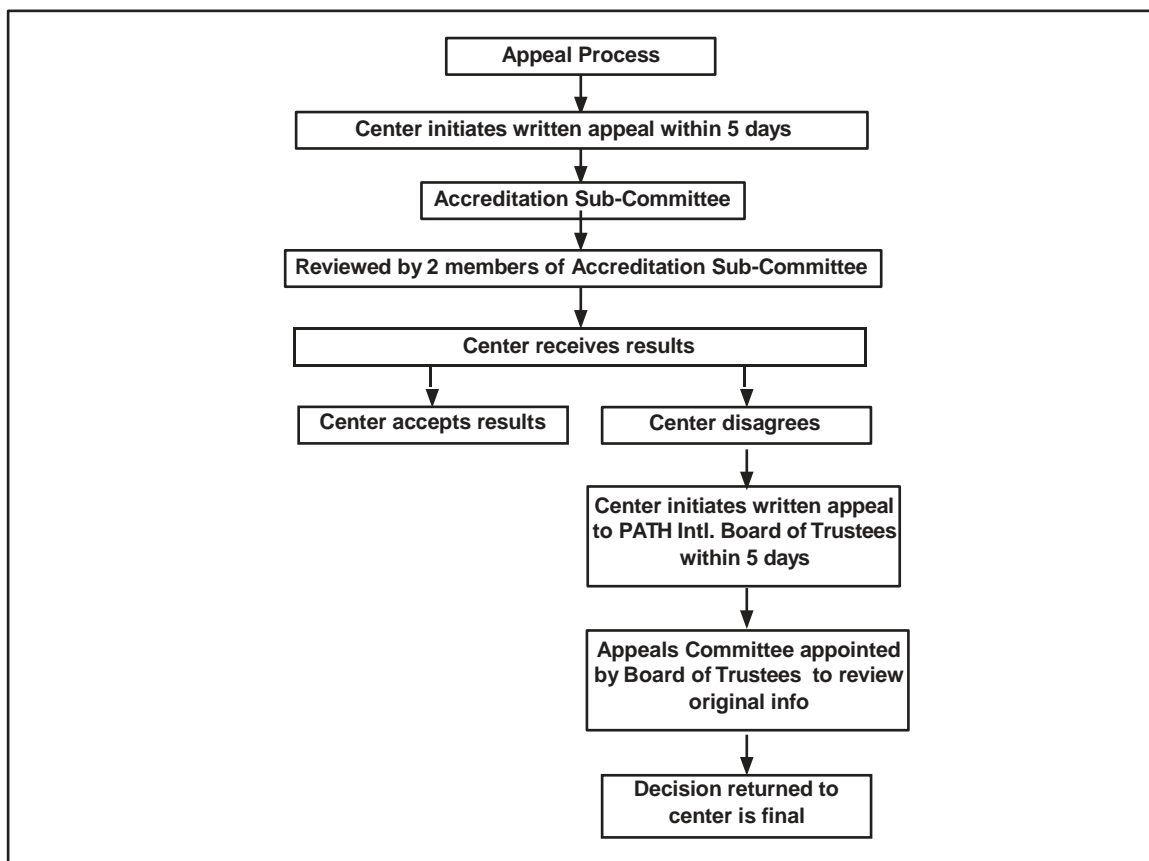 Appeal Process
Center initiates written appeal within 5 days
Accreditation Sub-Committee
Reviewed by 2 members of Accreditation Sub-Committee
Center receives results
Center accepts results
Center disagrees
Center initiates written appeal
to PATH Intl. Board of Trustees
within 5 days
Appeals Committee appointed
by Board of Trustees to review
original info
Decision returned to
center is final